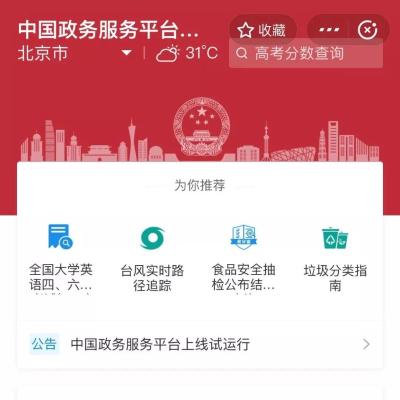 中国政务服务平台...
收藏
北京市
31°C
高考分数查询
为你推荐
全国大学英
语四、六...
台风实时路
径追踪
食品安全抽
检公布结...
垃圾分类指
南
公告
中国政务服务平台上线试运行